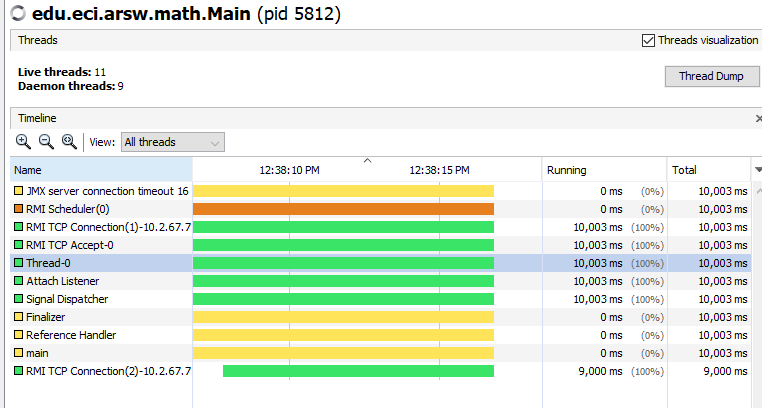 edu.eci.arsw.math.Main (pid 5812)
Threads
Threads visualization
Live threads: 11
Daemon threads: 9
Thread Dump
Timeline
View: All threads
Name 12:38:10 PM 12:38:15 PM Running Total
JMX server connection timeout 16 0 ms (0%) 10,003 ms
RMI Scheduler(0) 0 ms (0%) 10,003 ms
RMI TCP Connection(1)-10.2.67.7 10,003 ms (100%) 10,003 ms
RMI TCP Accept-0 10,003 ms (100%) 10,003 ms
Thread-0 10,003 ms (100%) 10,003 ms
Attach Listener 10,003 ms (100%) 10,003 ms
Signal Dispatcher 10,003 ms (100%) 10,003 ms
Finalizer 0 ms (0%) 10,003 ms
Reference Handler 0 ms (0%) 10,003 ms
main 0 ms (0%) 10,003 ms
RMI TCP Connection(2)-10.2.67.7 9,000 ms (100%) 9,000 ms